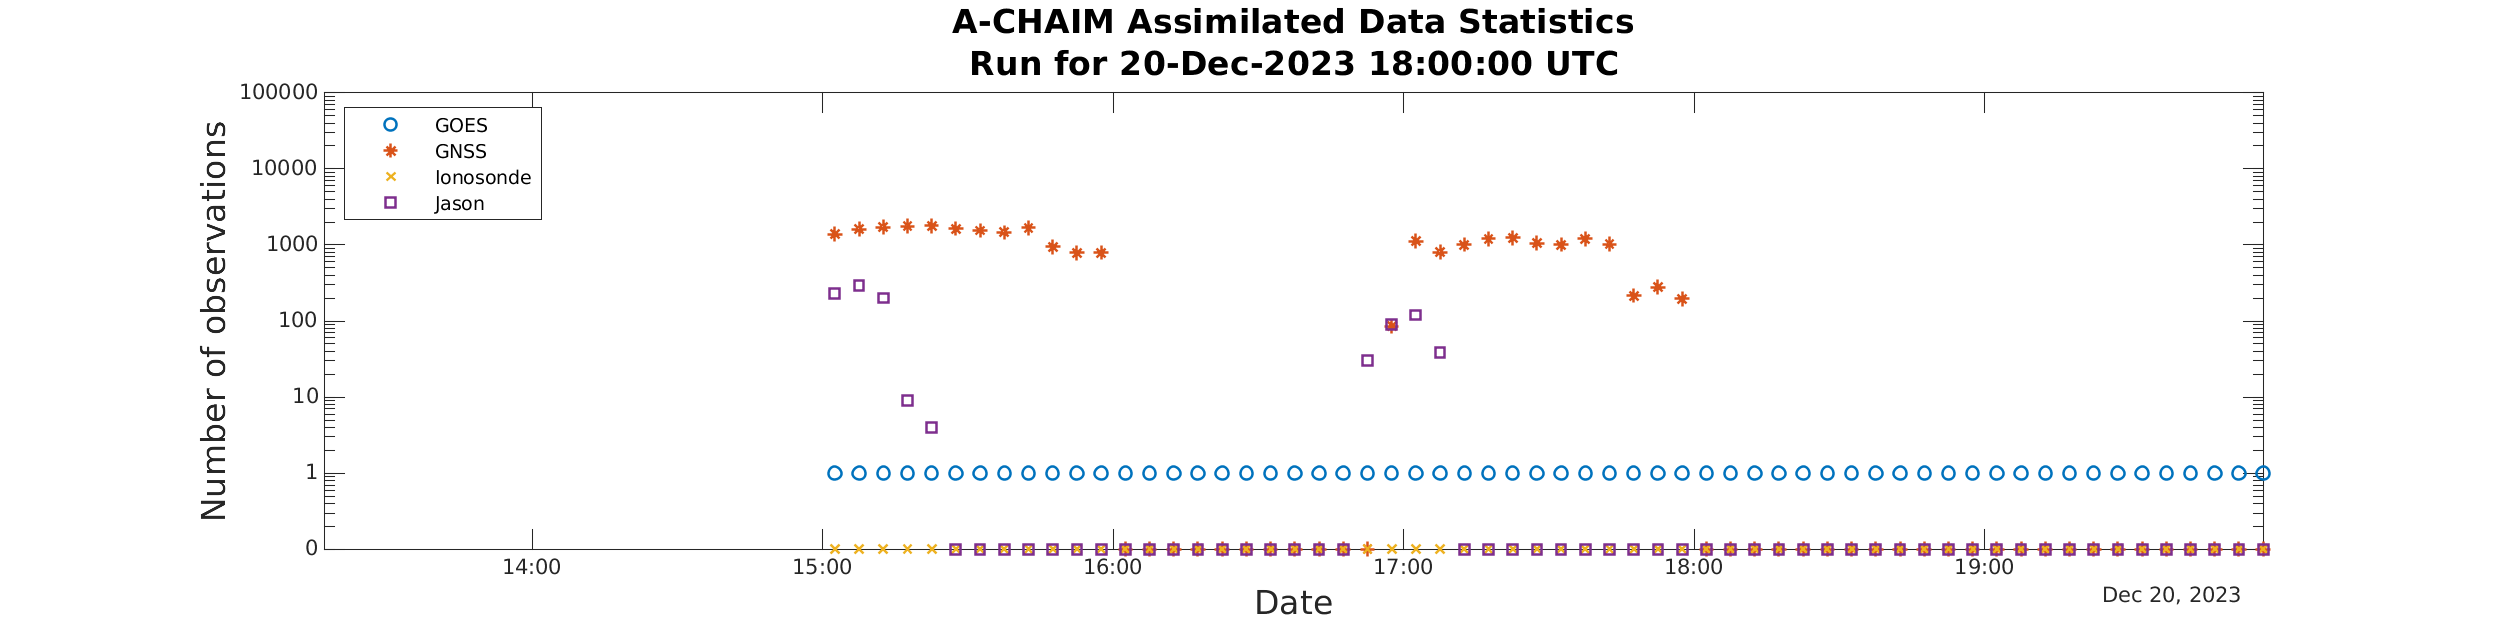 A-CHAIM Assimilated Data Statistics
Run for 20-Dec-2023 18:00:00 UTC
Number of observations
100000
10000
1000
100
10
1
0
GOES
GNSS
Ionosonde
Jason
14:00 15:00 16:00 17:00 18:00 19:00
Date
Dec 20, 2023